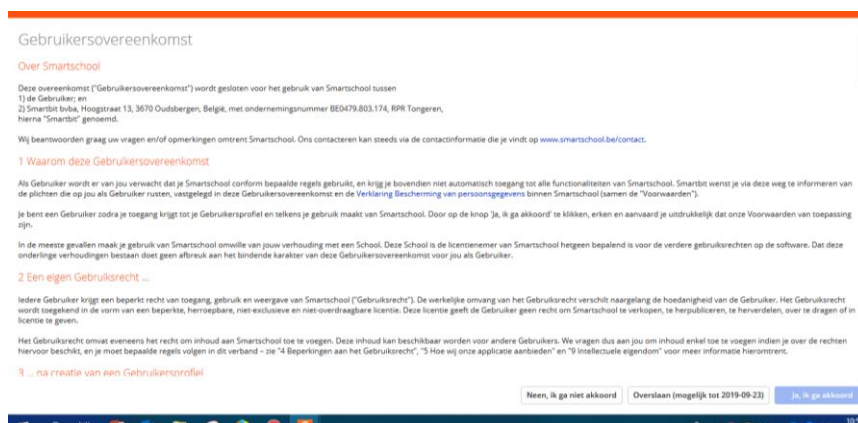 Gebruikersovereenkomst
Over Smartschool
Deze overeenkomst ("Gebruikersovereenkomst") wordt gesloten voor het gebruik van Smartschool tussen
1) de Gebruiker; en
2) Smartbit bvba, Hoogstraat 13, 3670 Oudsbergen, België, met ondernemingsnummer BE0479.803.174, RPR Tongeren,
hierna "Smartbit" genoemd.
Wij beantwoorden graag uw vragen en/of opmerkingen omtrent Smartschool. Ons contacteren kan steeds via de contactinformatie die je vindt op www.smartschool.be/contact.
1 Waarom deze Gebruikersovereenkomst
Als Gebruiker wordt er van jou verwacht dat je Smartschool conform bepaalde regels gebruikt, en krijg je bovendien niet automatisch toegang tot alle functionaliteiten van Smartschool. Smartbit wenst je via deze weg te informeren van
de plichten die op jou als Gebruiker rusten, vastgelegd in deze Gebruikersovereenkomst en de Verklaring Bescherming van persoonsgegevens binnen Smartschool (samen de "Voorwaarden").
Je bent een Gebruiker zodra je toegang krijgt tot je Gebruikersprofiel en telkens je gebruik maakt van Smartschool. Door op de knop 'Ja, ik ga akkoord' te klikken, erken en aanvaard je uitdrukkelijk dat onze Voorwaarden van toepassing
zijn.
In de meeste gevallen maak je gebruik van Smartschool omwille van jouw verhouding met een School. Deze School is de licentienemer van Smartschool hetgeen bepalend is voor de verdere gebruiksrechten op de software. Dat deze
onderlinge verhoudingen bestaan doet geen afbreuk aan het bindende karakter van deze Gebruikersovereenkomst voor jou als Gebruiker.
2 Een eigen Gebruiksrecht ...
Iedere Gebruiker krijgt een beperkt recht van toegang, gebruik en weergave van Smartschool ("Gebruiksrecht"). De werkelijke omvang van het Gebruiksrecht verschilt naargelang de hoedanigheid van de Gebruiker. Het Gebruiksrecht
wordt toegekend in de vorm van een beperkte, herroepbare, niet-exclusieve en niet-overdraagbare licentie. Deze licentie geeft de Gebruiker geen recht om Smartschool te verkopen, te herpubliceren, te herverdelen, over te dragen of in
licentie te geven.
Het Gebruiksrecht omvat eveneens het recht om inhoud aan Smartschool toe te voegen. Deze inhoud kan beschikbaar worden voor andere Gebruikers. We vragen dus aan jou om inhoud enkel toe te voegen indien je over de rechten
hiervoor beschikt, en je moet bepaalde regels volgen in dit verband – zie "4 Beperkingen aan het Gebruiksrecht", "5 Hoe wij onze applicatie aanbieden" en "9 Intellectuele eigendom" voor meer informatie hieromtrent.
3 ... na creatie van een Gebruikersprofiel
Neen, ik ga niet akkoord
Overslaan (mogelijk tot 2019-09-23)
Ja, ik ga akkoord